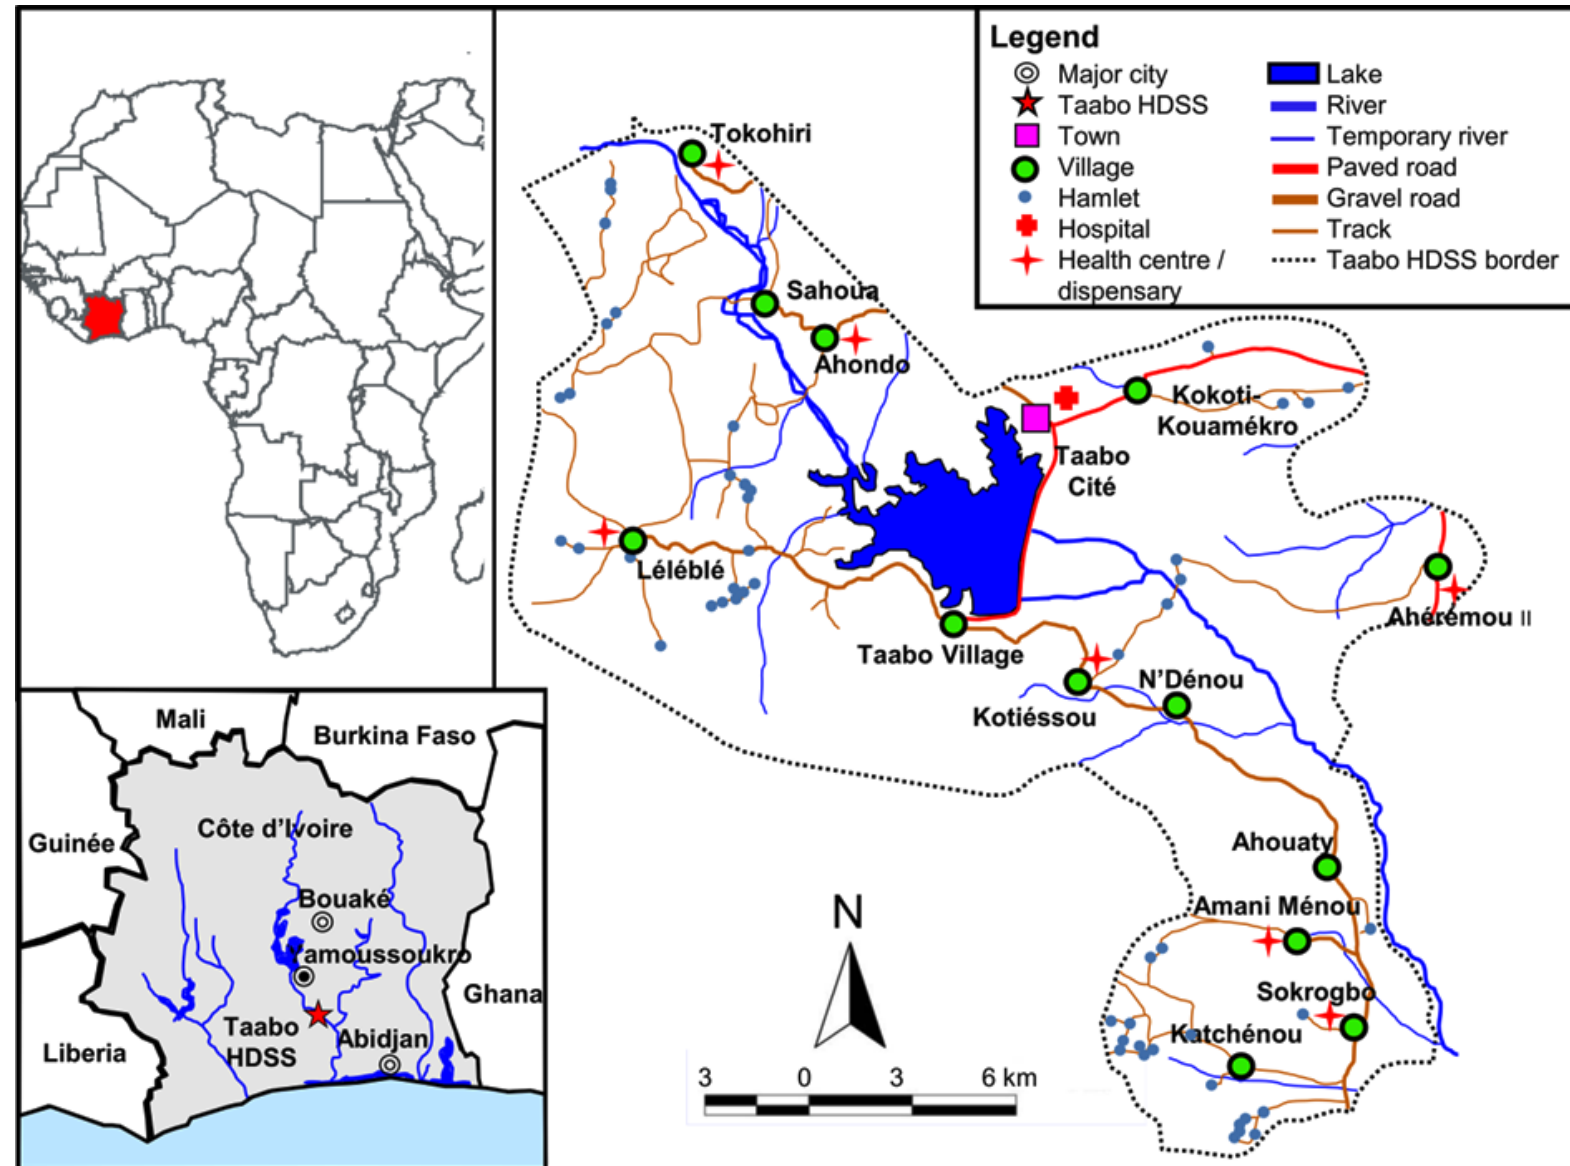 Legend
Major city
Taabo HDSS
Town
Village
Hamlet
Hospital
Health centre /
dispensary
Lake
River
Temporary river
Paved road
Gravel road
Track
Taabo HDSS border
Tokohiri
Sahoua
Ahondo
Kokoti-
Kouamékro
Taabo
Cité
Léléblé
Ahérémou II
Taabo Village
N'Dénou
Kotiéssou
Ahouaty
Amani Ménou
Sokrogbo
Katchénou
N
3 0 3 6 km
Mali
Burkina Faso
Côte d'Ivoire
Guinée
Bouaké
Yamoussoukro
Ghana
Taabo
HDSS
Abidjan
Liberia